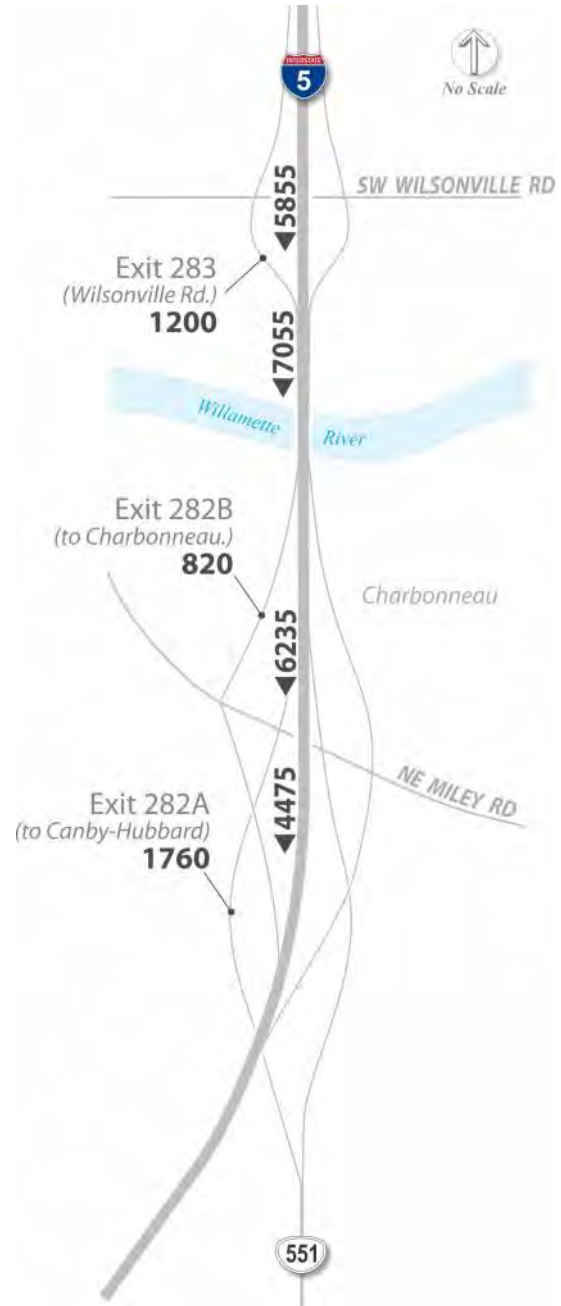 INTERSTATE
5
No Scale
SW WILSONVILLE RD
5855
Exit 283
(Wilsonville Rd.)
1200
7055
Willamette River
Exit 282B
(to Charbonneau.)
820
Charbonneau
6235
NE MILEY RD
Exit 282A
(to Canby-Hubbard)
1760
4475
551